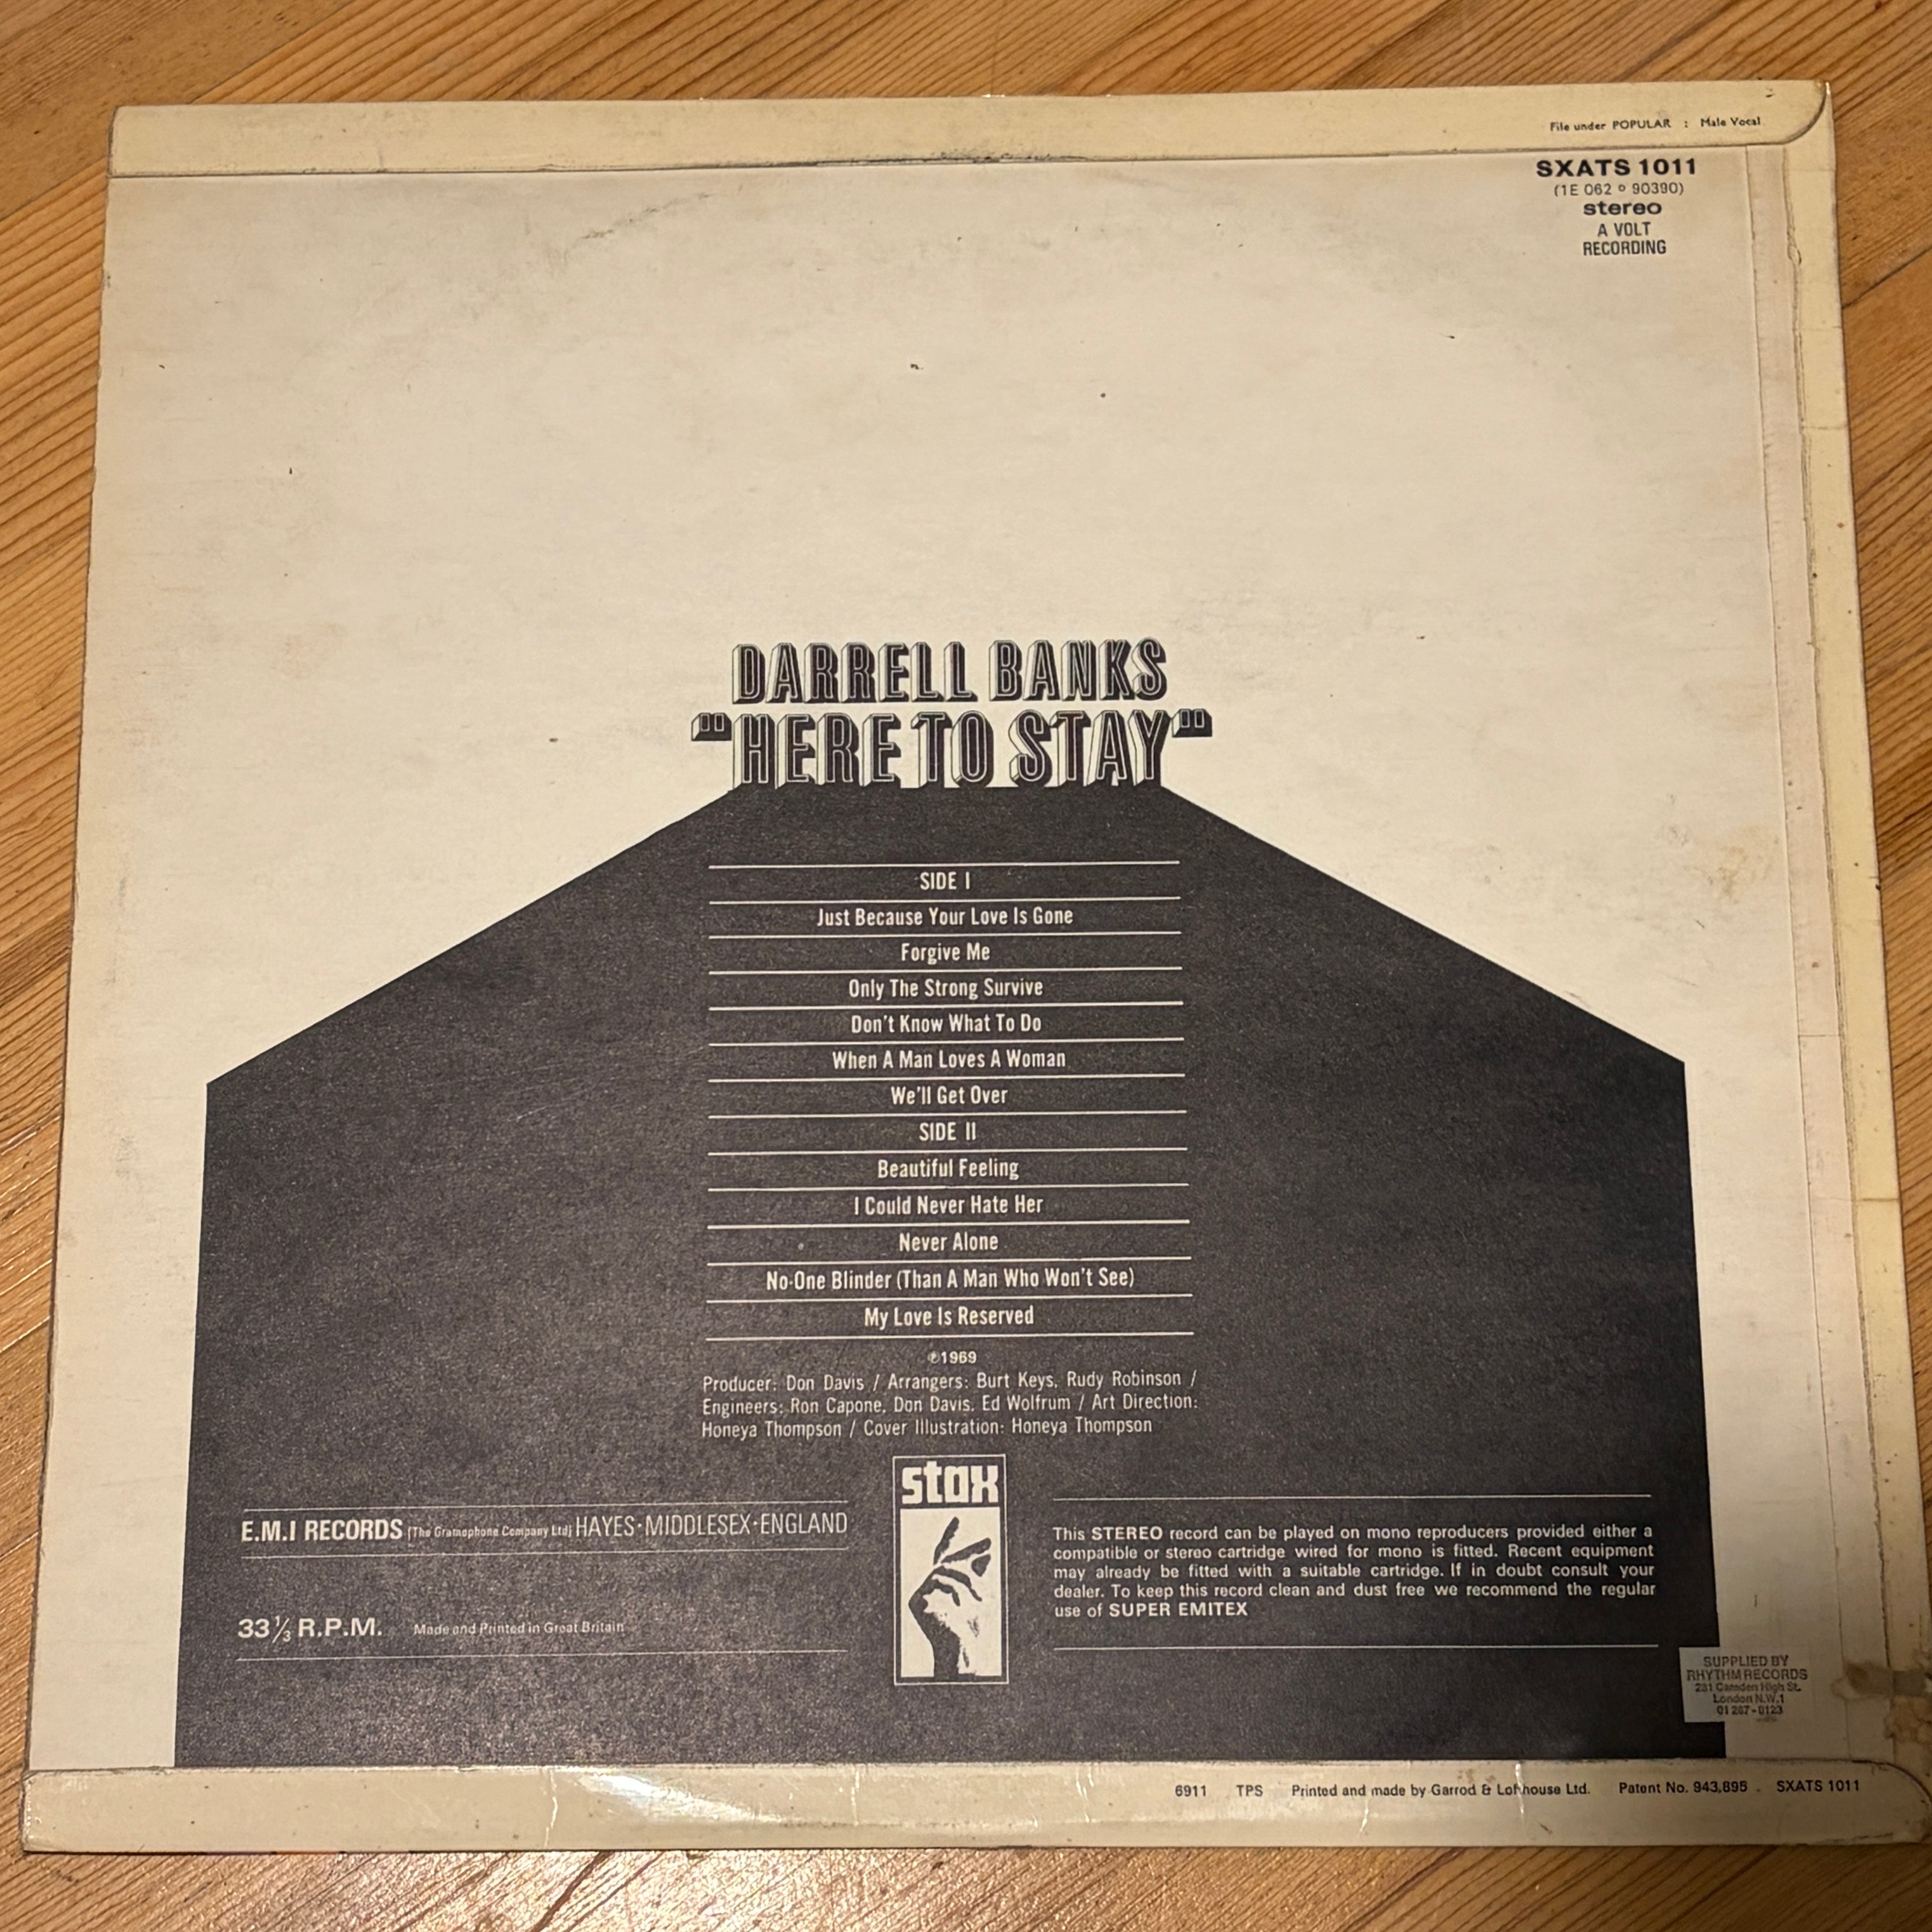 File under POPULAR : Male Vocal
SXATS 1011
(1E 062 o 90390)
stereo
A VOLT
RECORDING
DARRELL BANKS
"HERE TO STAY"
SIDE I
Just Because Your Love Is Gone
Forgive Me
Only The Strong Survive
Don't Know What To Do
When A Man Loves A Woman
We'll Get Over
SIDE II
Beautiful Feeling
I Could Never Hate Her
Never Alone
No-One Blinder (Than A Man Who Won't See)
My Love Is Reserved
℗1969
Producer: Don Davis / Arrangers: Burt Keys, Rudy Robinson /
Engineers: Ron Capone, Don Davis, Ed Wolfrum / Art Direction:
Honeya Thompson / Cover Illustration: Honeya Thompson
stax
E.M.I RECORDS (The Gramophone Company Ltd) HAYES·MIDDLESEX·ENGLAND
33⅓ R.P.M. Made and Printed in Great Britain
This STEREO record can be played on mono reproducers provided either a
compatible or stereo cartridge wired for mono is fitted. Recent equipment
may already be fitted with a suitable cartridge. If in doubt consult your
dealer. To keep this record clean and dust free we recommend the regular
use of SUPER EMITEX
SUPPLIED BY
RHYTHM RECORDS
231 Camden High St.
London N.W.1
01 267-0123
6911 TPS Printed and made by Garrod & Lofthouse Ltd. Patent No. 943,895 SXATS 1011